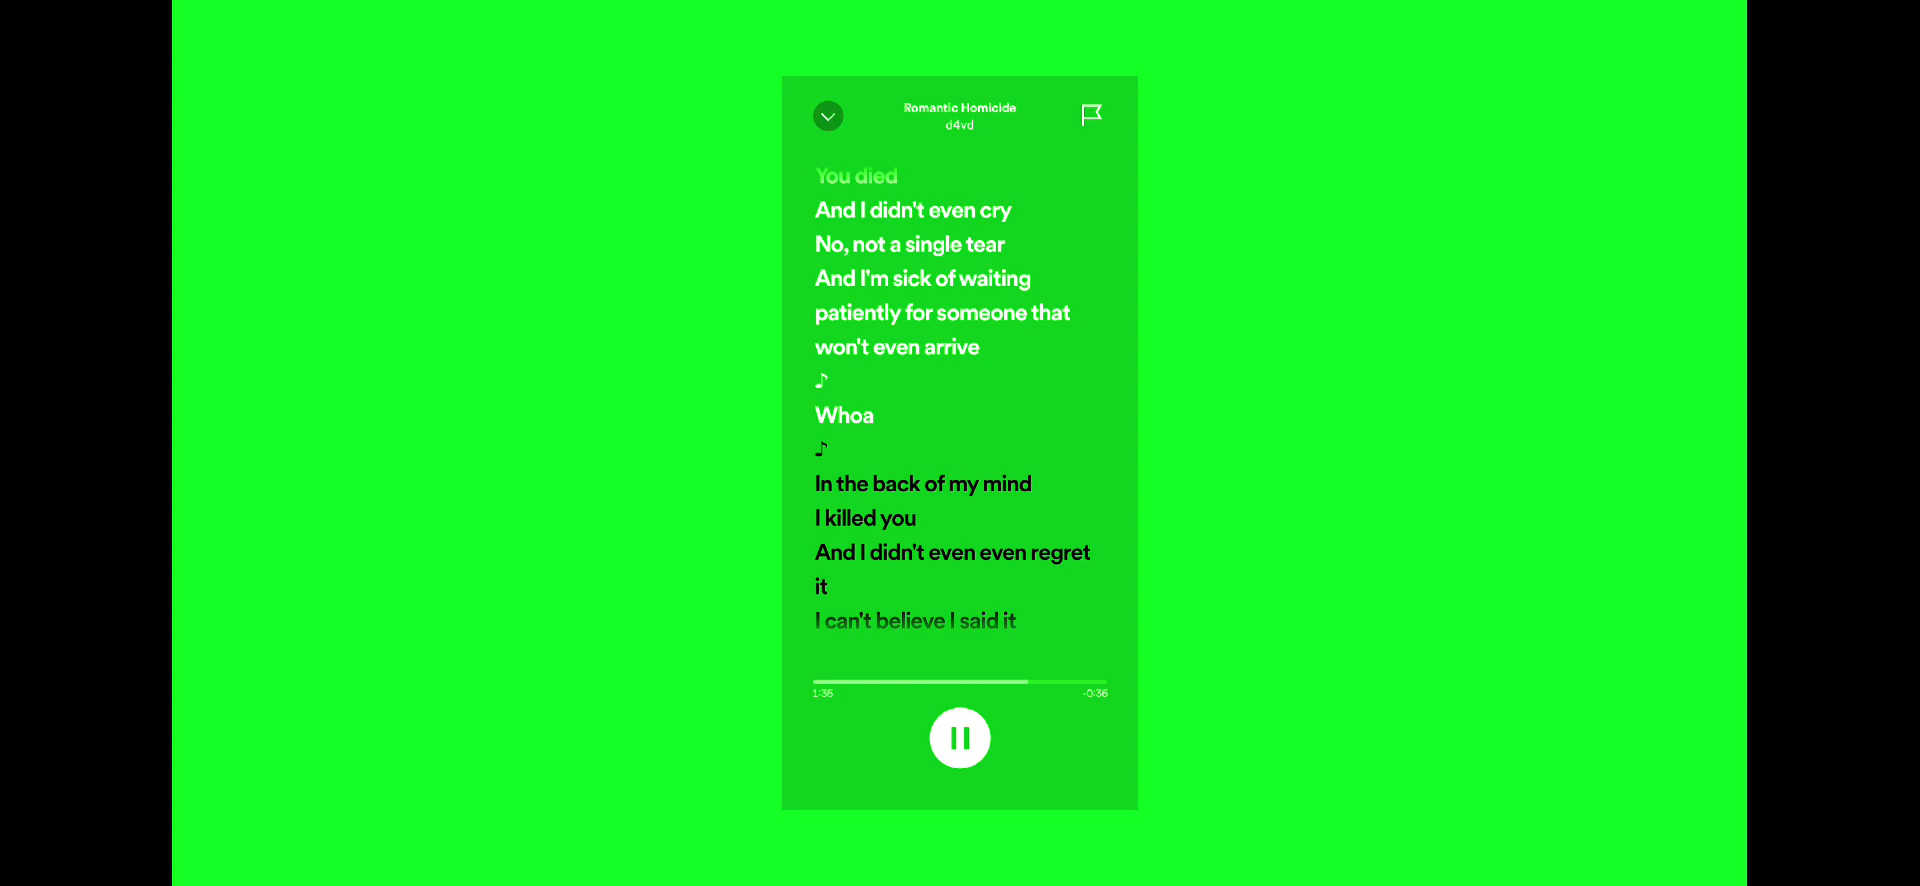 Romantic Homicide
d4vd
You died
And I didn't even cry
No, not a single tear
And I'm sick of waiting
patiently for someone that
won't even arrive
♪
Whoa
♪
In the back of my mind
I killed you
And I didn't even even regret
it
I can't believe I said it
1:36
-0:36